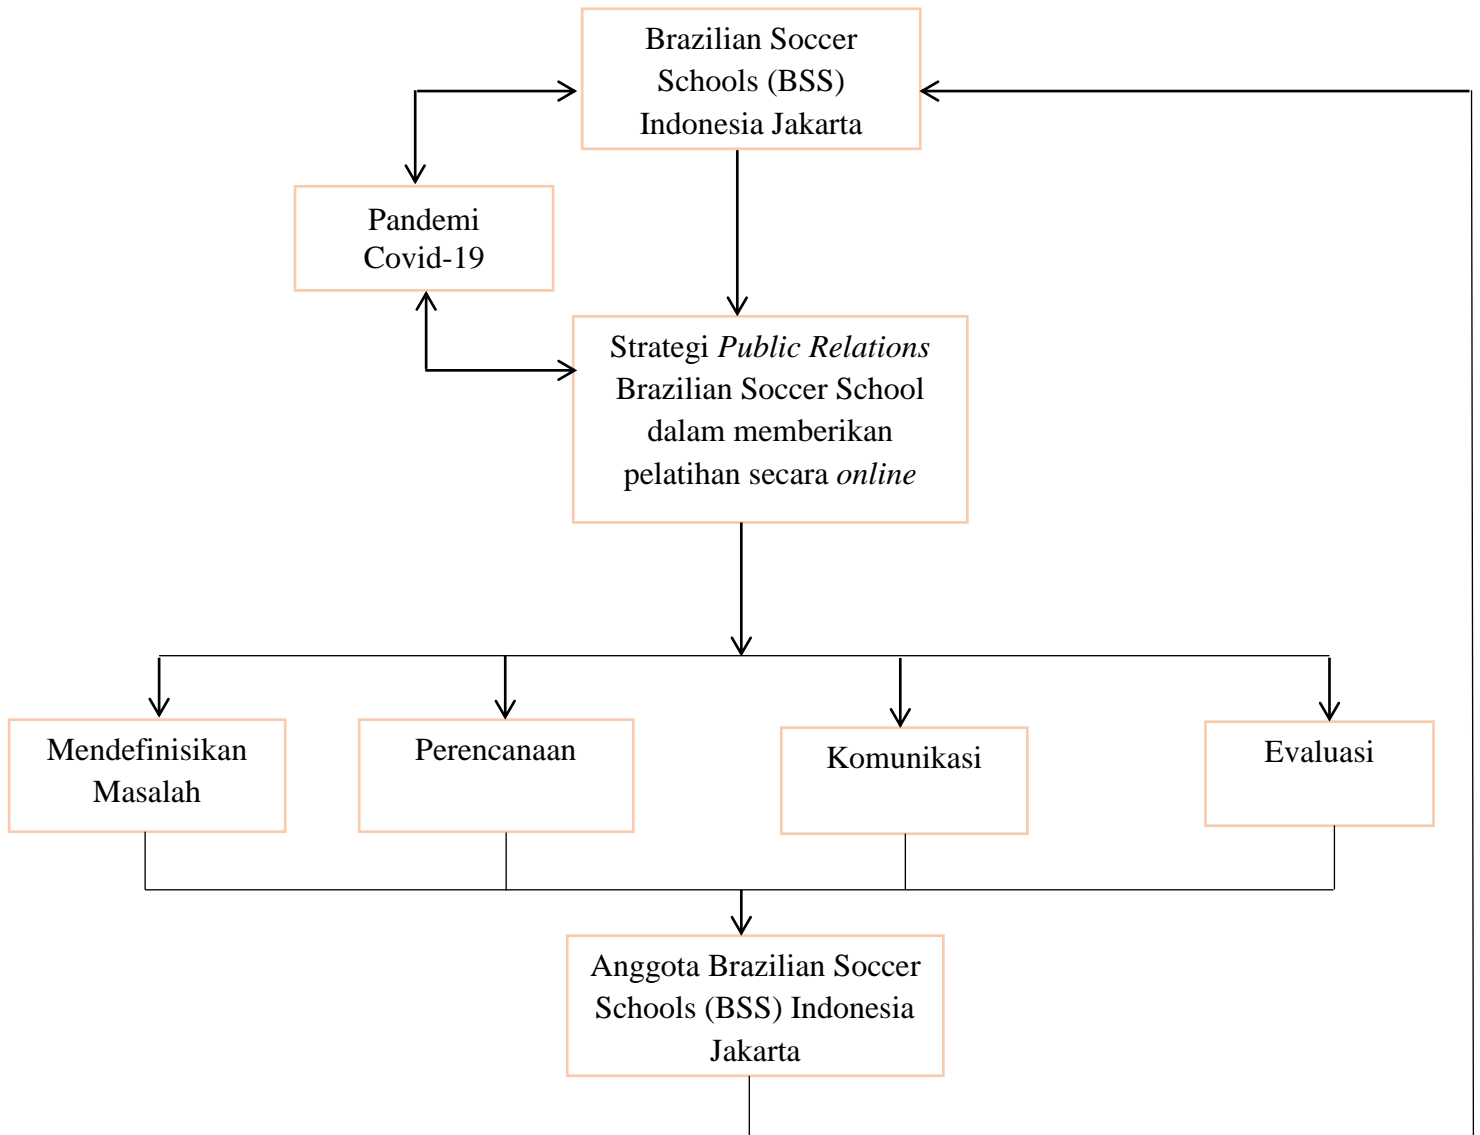 Brazilian Soccer
Schools (BSS)
Indonesia Jakarta
Pandemi
Covid-19
Strategi Public Relations
Brazilian Soccer School
dalam memberikan
pelatihan secara online
Mendefinisikan
Masalah
Perencanaan
Komunikasi
Evaluasi
Anggota Brazilian Soccer
Schools (BSS) Indonesia
Jakarta